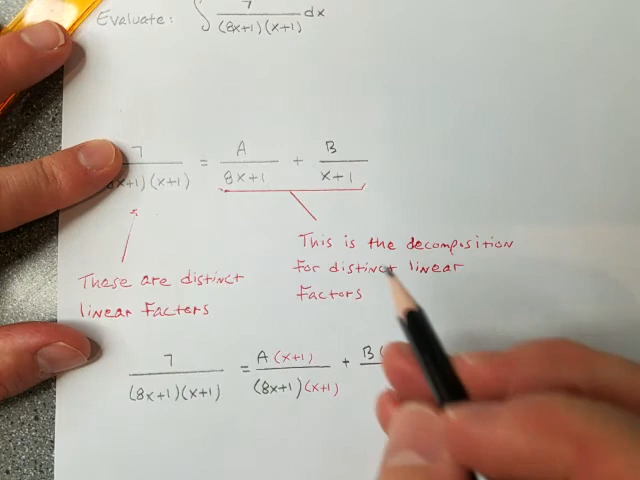 Evaluate: ∫ 7 / (8x+1)(x+1) dx
7 / x+1)(x+1) = A / 8x+1 + B / x+1
This is the decomposition
for distinct linear
Factors
These are distinct
linear Factors
7 / (8x+1)(x+1) = A(x+1) / (8x+1)(x+1) + B(